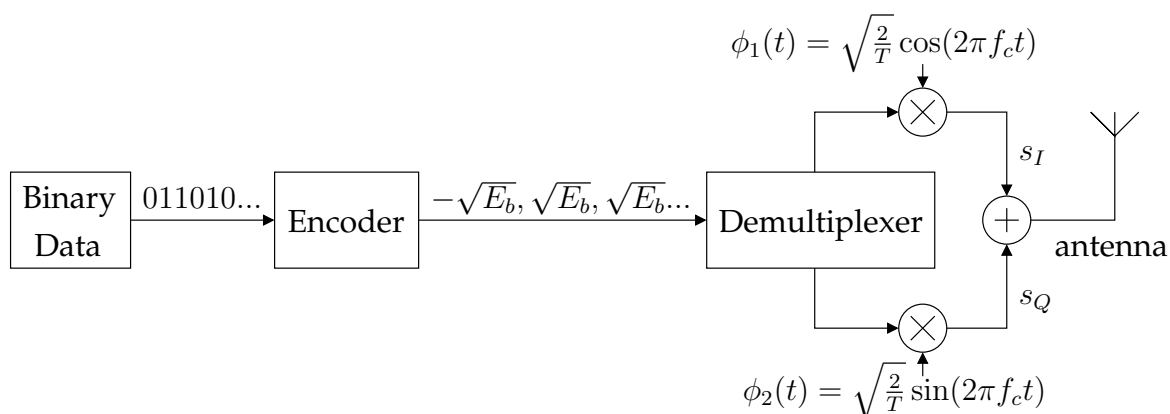 ϕ₁(t) = √(2/T) cos(2πf_c t)
s_I
Binary
Data
011010...
Encoder
−√E_b, √E_b, √E_b...
Demultiplexer
antenna
s_Q
ϕ₂(t) = √(2/T) sin(2πf_c t)